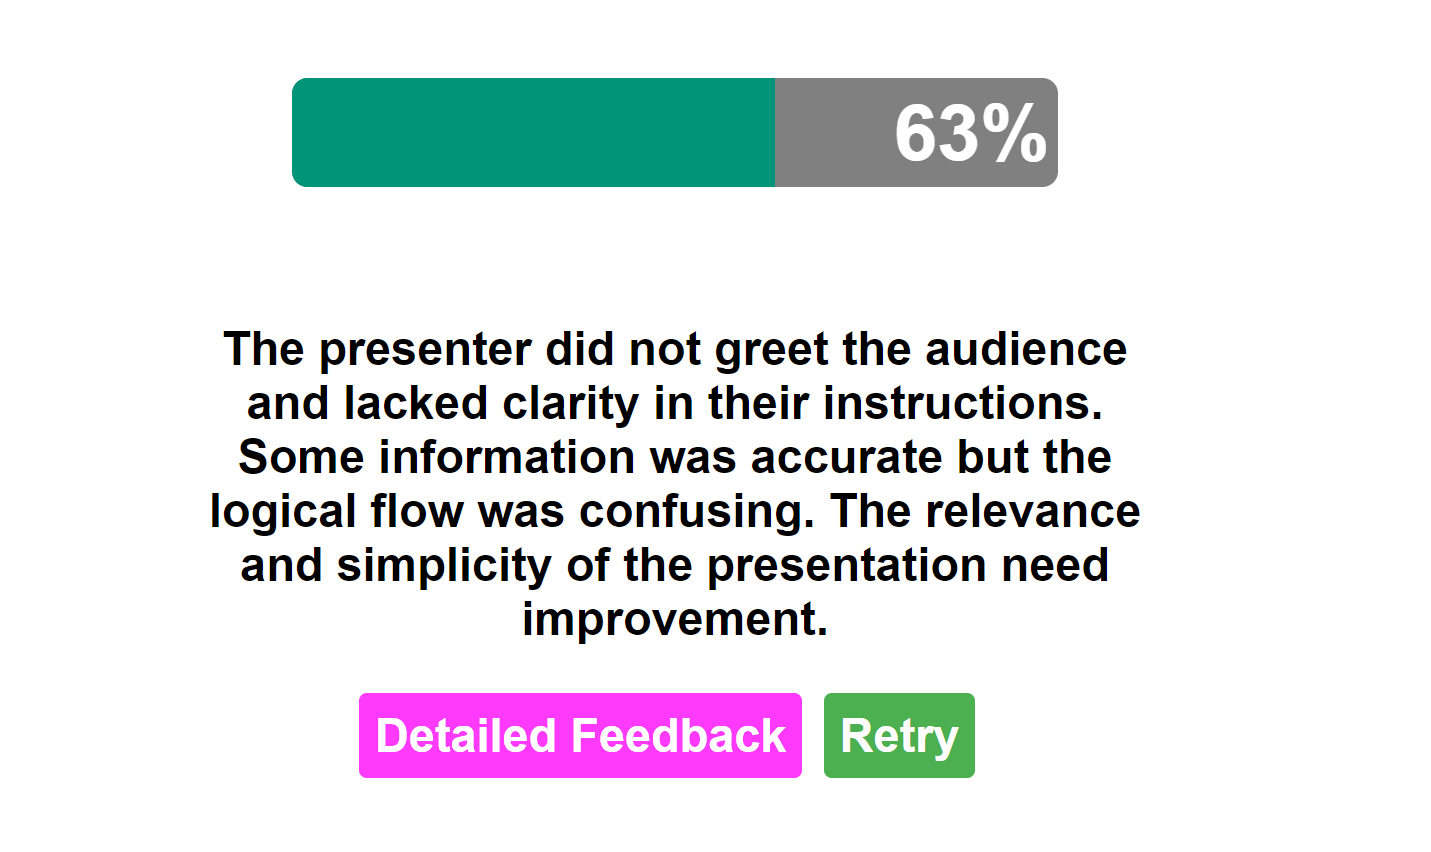 63%
The presenter did not greet the audience
and lacked clarity in their instructions.
Some information was accurate but the
logical flow was confusing. The relevance
and simplicity of the presentation need
improvement.
Detailed Feedback
Retry